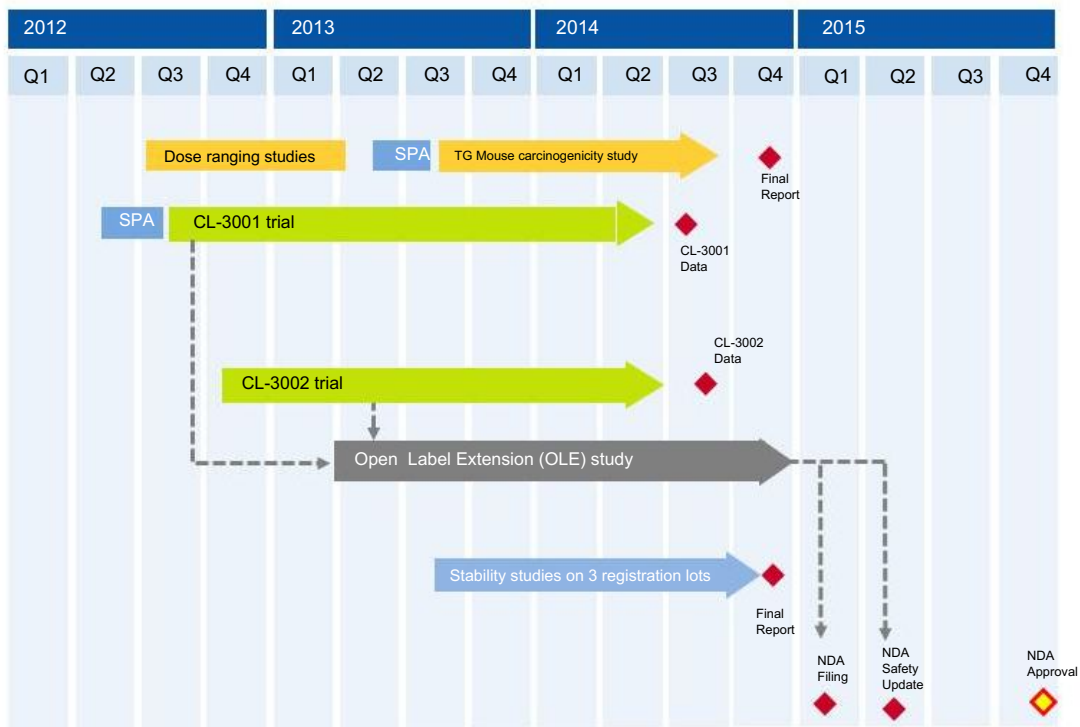 2012
2013
2014
2015
Q1
Q2
Q3
Q4
Q1
Q2
Q3
Q4
Q1
Q2
Q3
Q4
Q1
Q2
Q3
Q4
Dose ranging studies
SPA
TG Mouse carcinogenicity study
Final
Report
SPA
CL-3001 trial
CL-3001
Data
CL-3002
Data
CL-3002 trial
Open Label Extension (OLE) study
Stability studies on 3 registration lots
Final
Report
NDA
Filing
NDA
Safety
Update
NDA
Approval